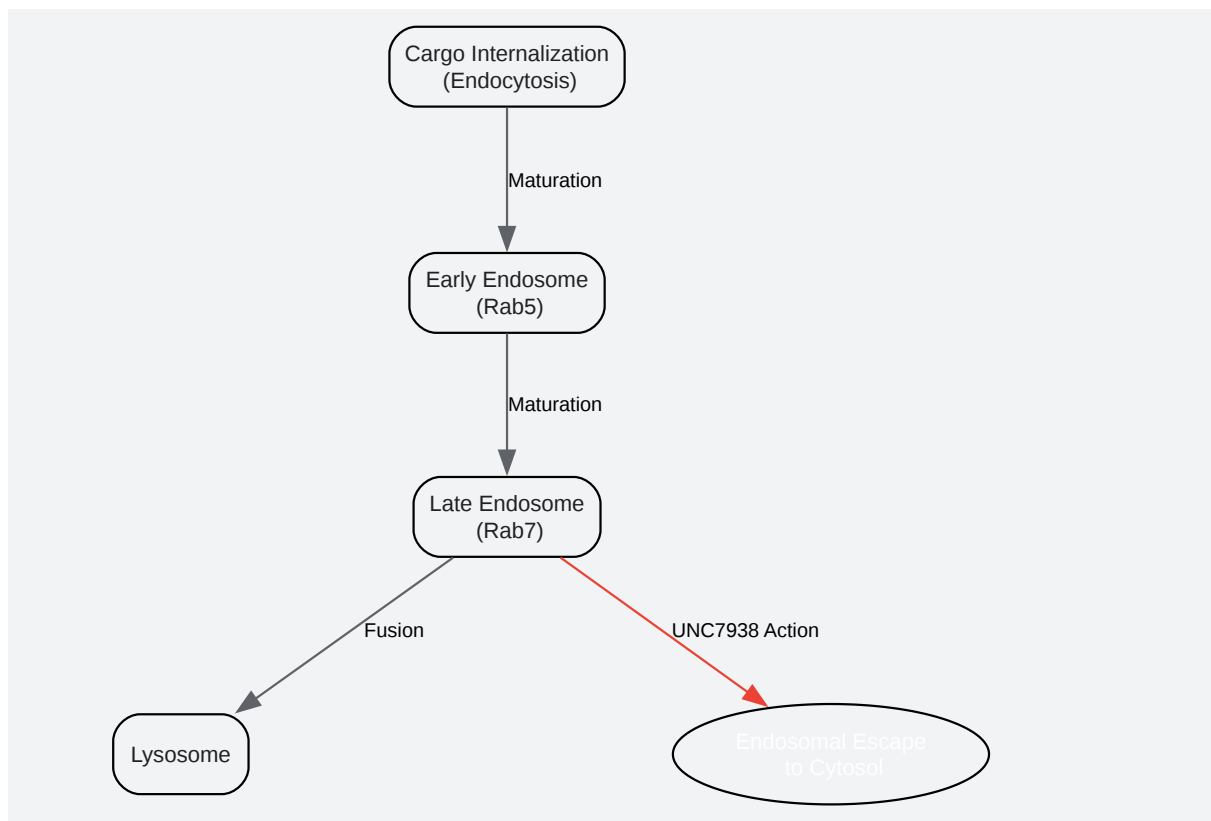 Cargo Internalization
(Endocytosis)
Maturation
Early Endosome
(Rab5)
Maturation
Late Endosome
(Rab7)
Fusion
UNC7938 Action
Lysosome
Endosomal Escape
to Cytosol